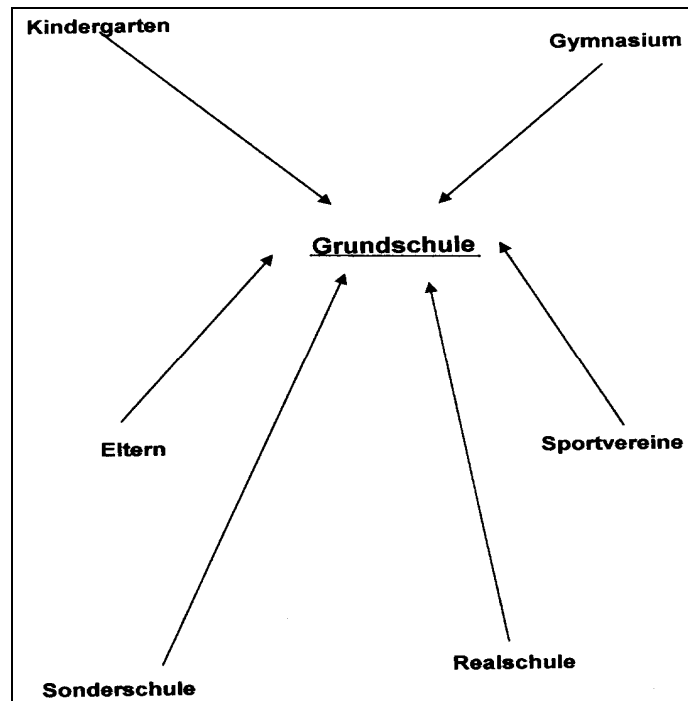 Kindergarten
Gymnasium
Grundschule
Eltern
Sportvereine
Realschule
Sonderschule